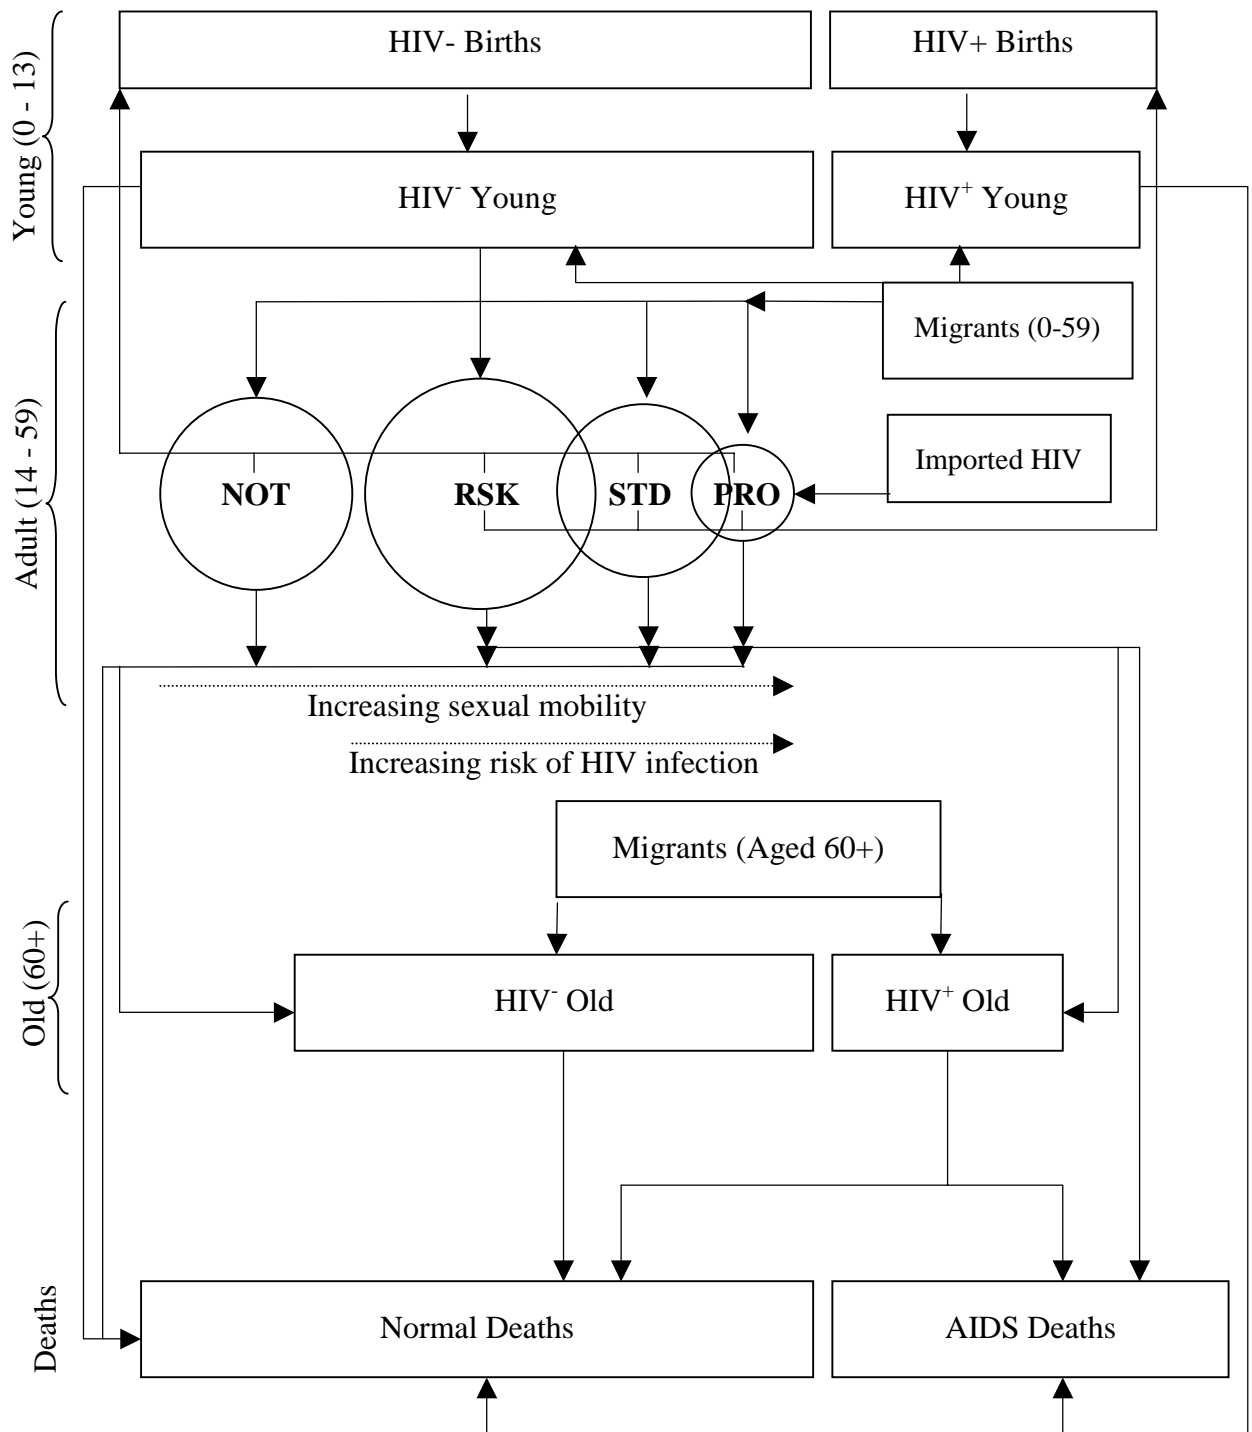 HIV- Births
HIV+ Births
Young (0 - 13)
HIV⁻ Young
HIV⁺ Young
Migrants (0-59)
Adult (14 - 59)
Imported HIV
NOT
RSK
STD
PRO
Increasing sexual mobility
Increasing risk of HIV infection
Migrants (Aged 60+)
Old (60+)
HIV⁻ Old
HIV⁺ Old
Deaths
Normal Deaths
AIDS Deaths